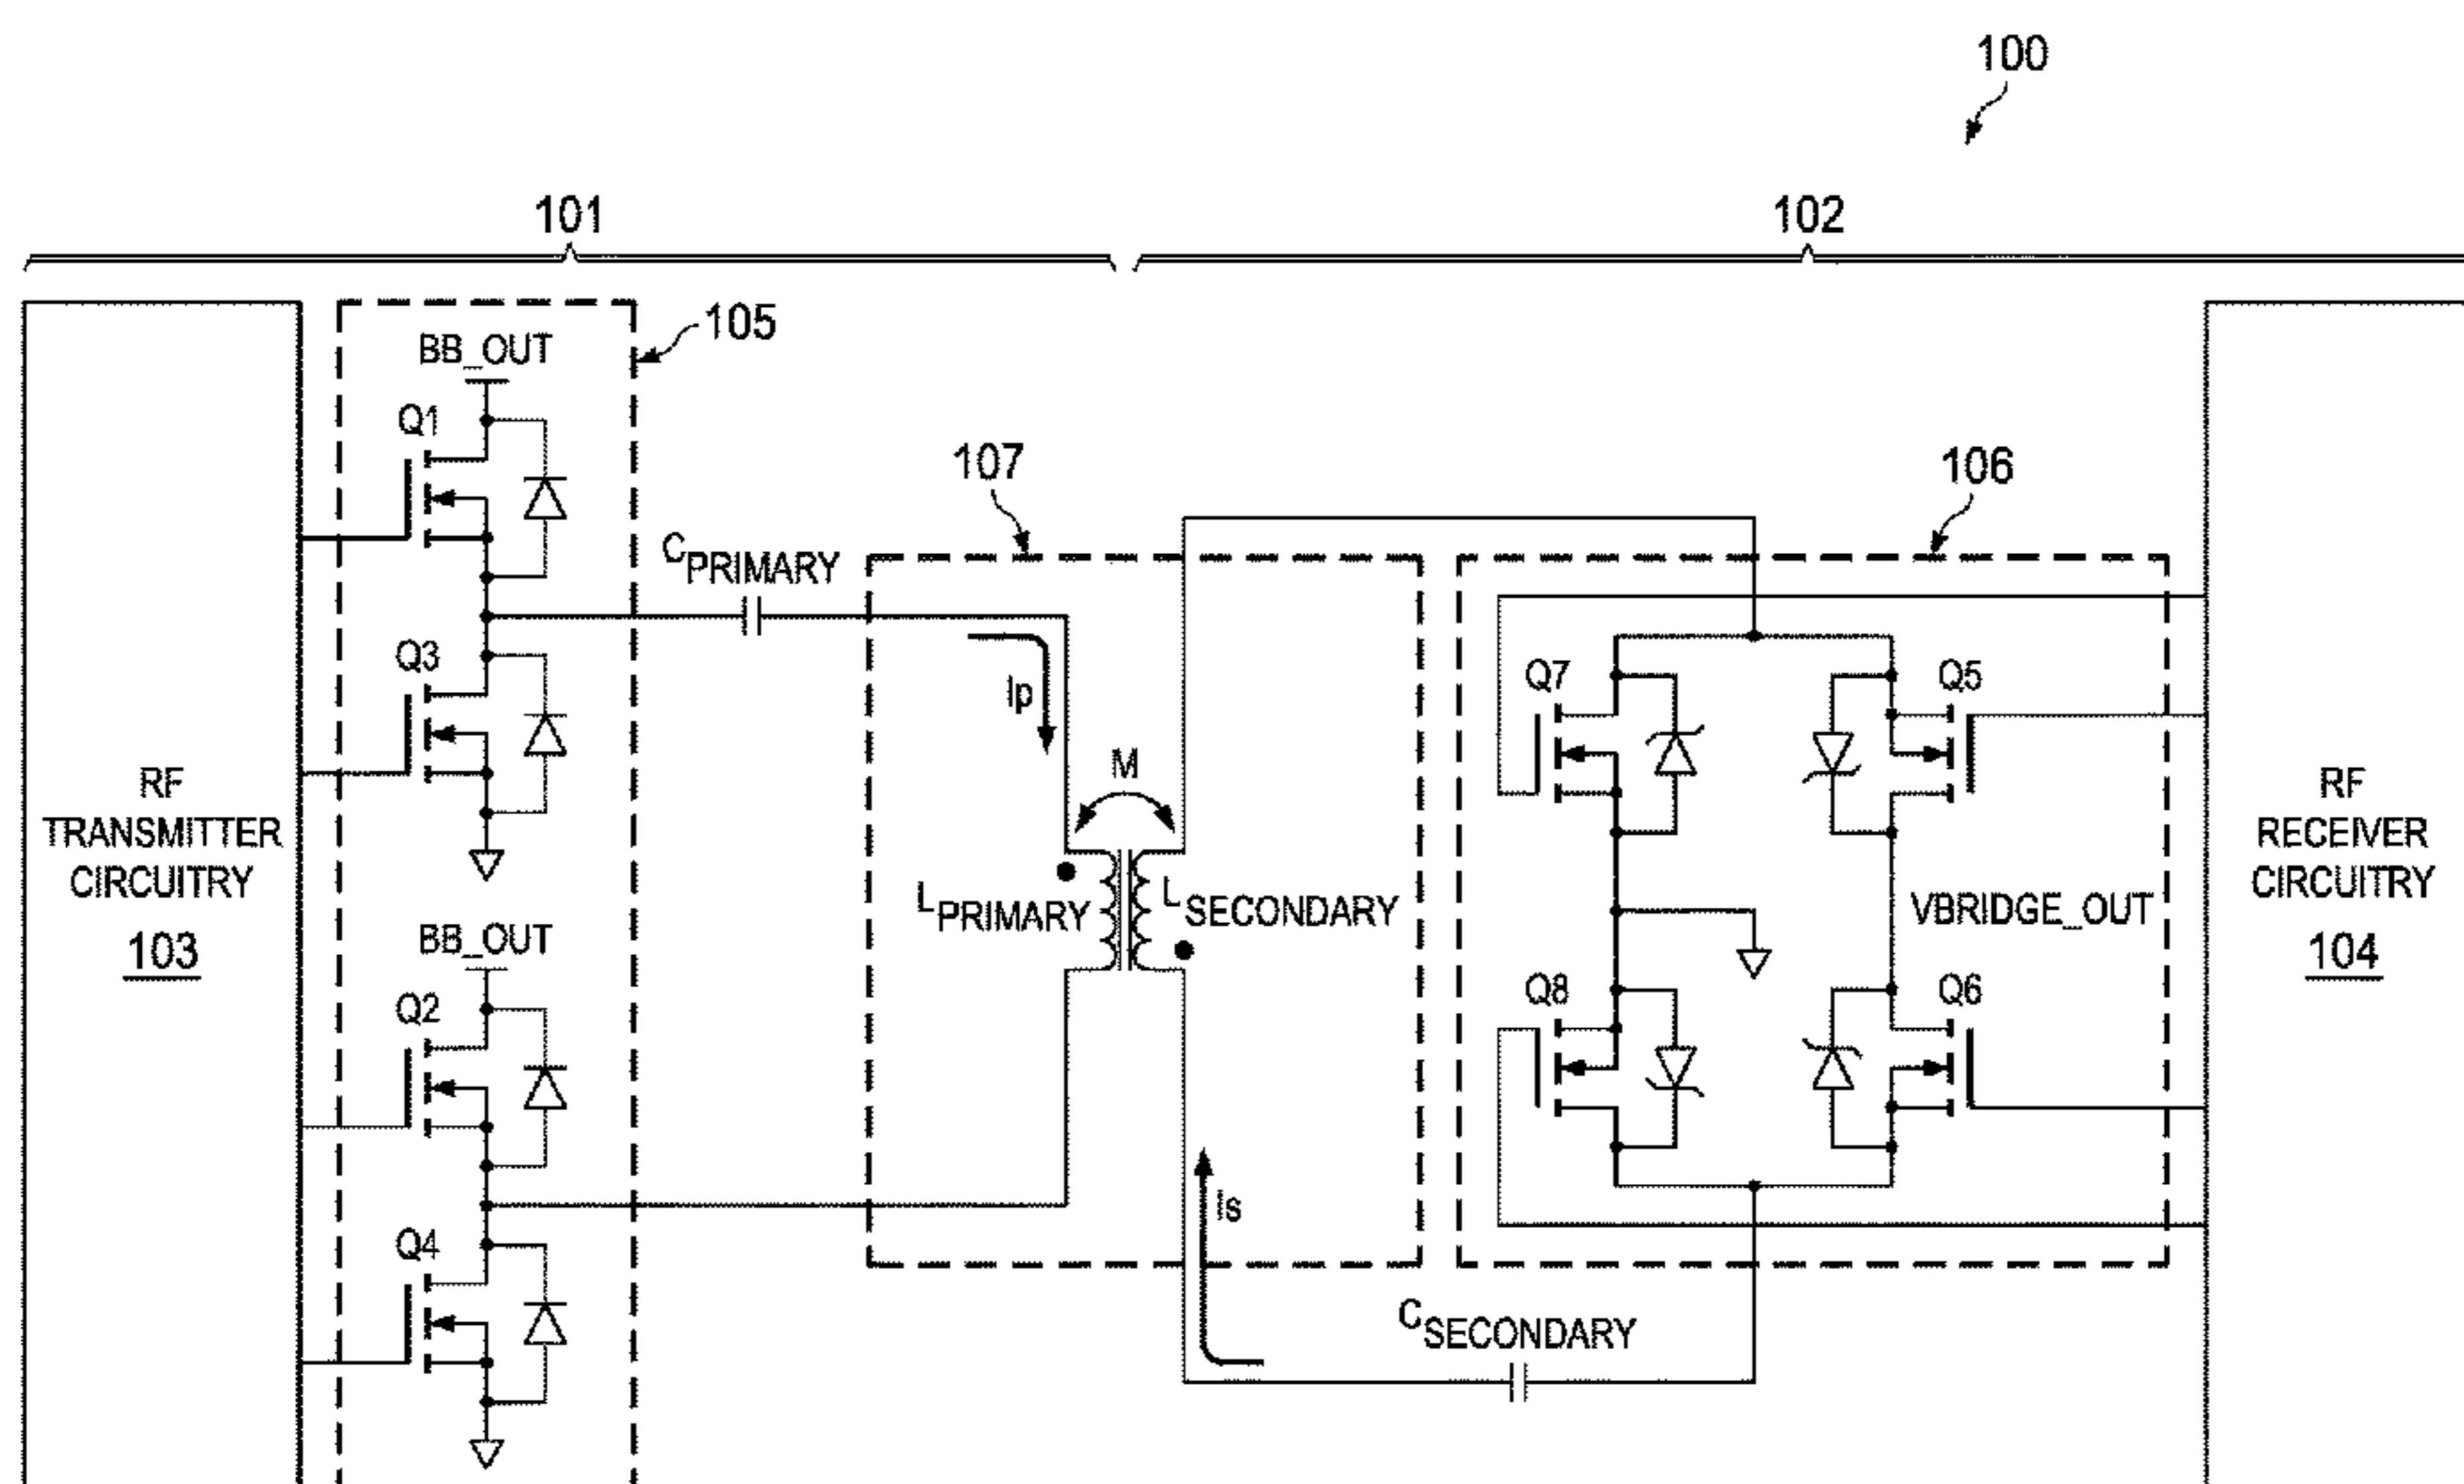 100
101
102
105
BB_OUT
Q1
107
106
CPRIMARY
Q3
Ip
Q7
Q5
M
RF
TRANSMITTER
CIRCUITRY
103
RF
RECEIVER
CIRCUITRY
104
LPRIMARY
LSECONDARY
VBRIDGE_OUT
BB_OUT
Q2
Q8
Q6
Is
Q4
CSECONDARY